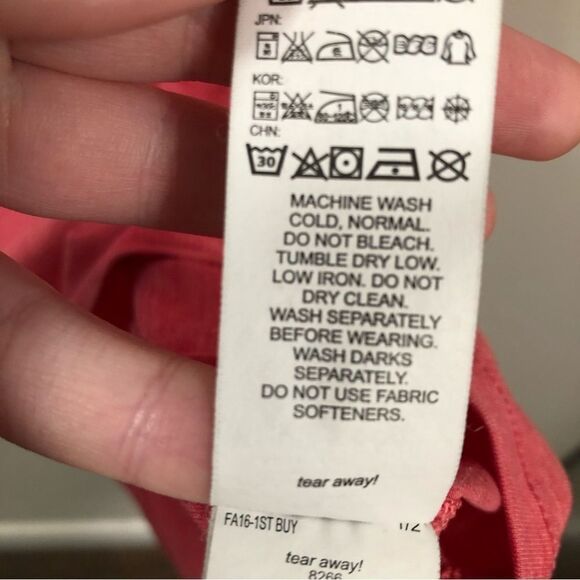 JPN:
KOR:
CHN:
30
MACHINE WASH
COLD, NORMAL.
DO NOT BLEACH.
TUMBLE DRY LOW.
LOW IRON. DO NOT
DRY CLEAN.
WASH SEPARATELY
BEFORE WEARING.
WASH DARKS
SEPARATELY.
DO NOT USE FABRIC
SOFTENERS.
tear away!
FA16-1ST BUY
tear away!
8266